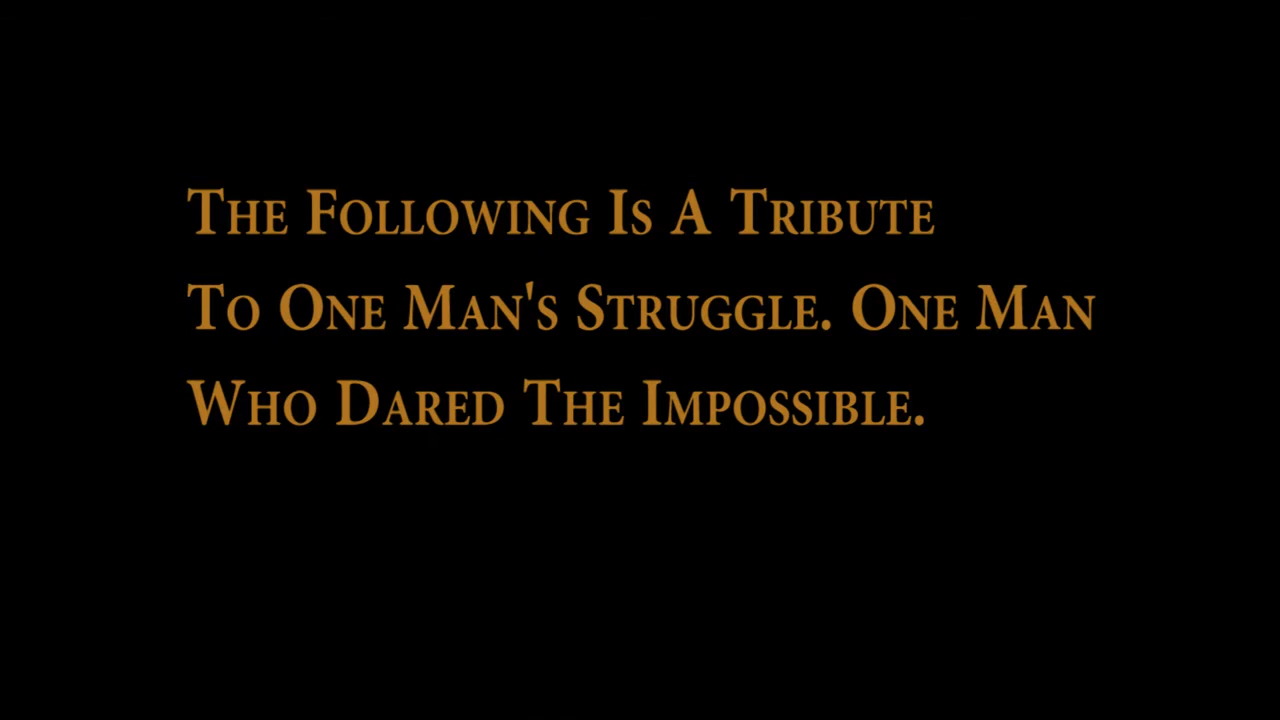 The Following Is A Tribute
To One Man's Struggle. One Man
Who Dared The Impossible.